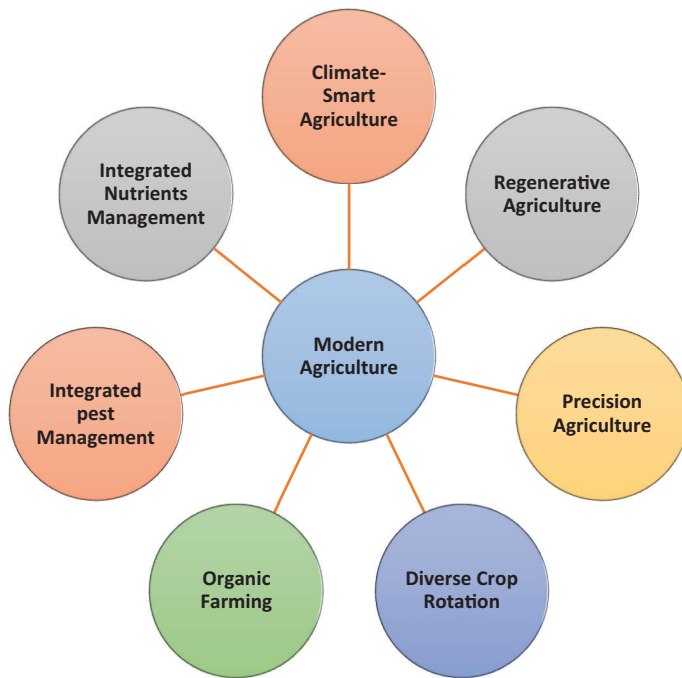 Climate-
Smart
Agriculture
Integrated
Nutrients
Management
Regenerative
Agriculture
Modern
Agriculture
Integrated
pest
Management
Precision
Agriculture
Organic
Farming
Diverse Crop
Rotation